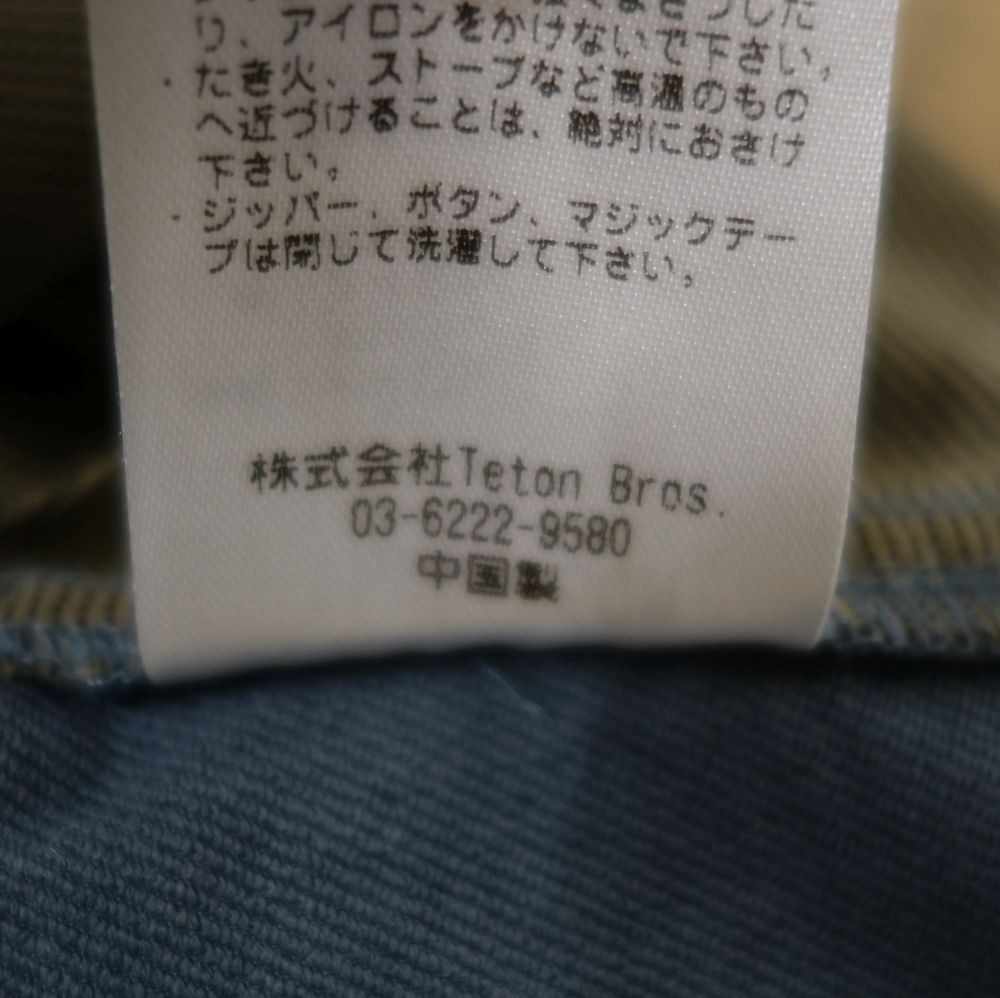 り、アイロンをかけないで下さい。
・たき火、ストーブなど高温のもの
へ近づけることは、絶対におさけ
下さい。
・ジッパー、ボタン、マジックテー
プは閉じて洗濯して下さい。
株式会社Teton Bros.
03-6222-9580
中国製